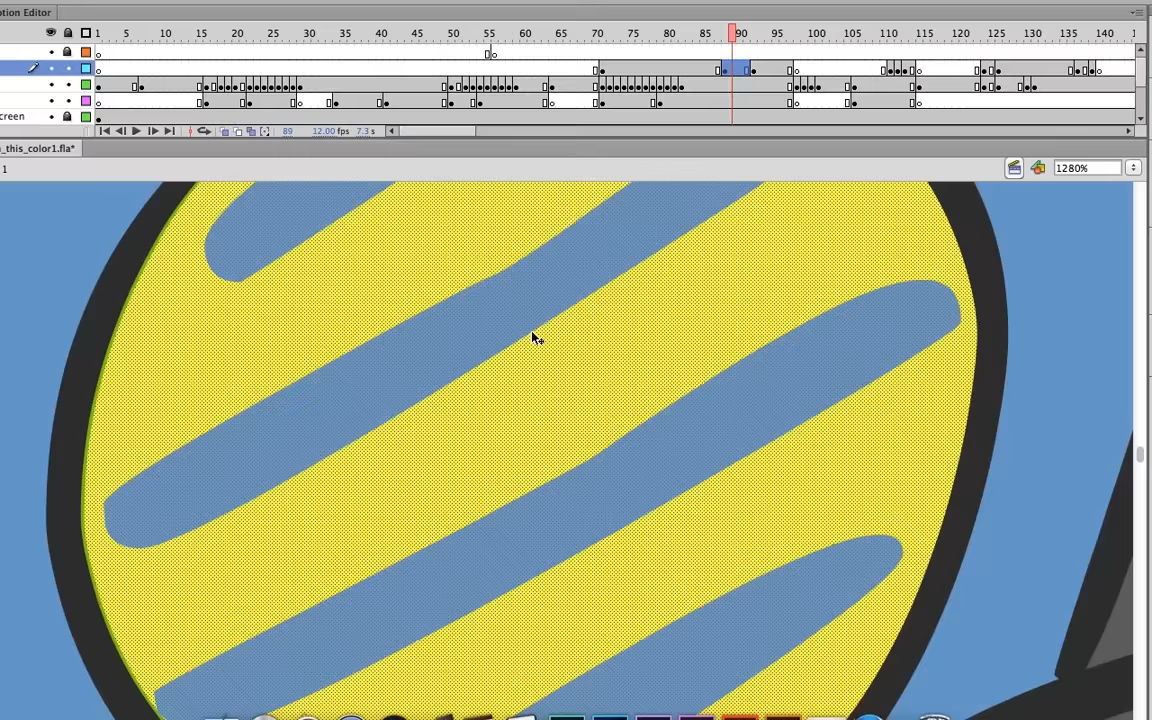 otion Editor
1 5 10 15 20 25 30 35 40 45 50 55 60 65 70 75 80 85 90 95 100 105 110 115 120 125 130 135 140 1
creen
89 12.00 fps 7.3 s
_this_color1.fla*
1 1280%